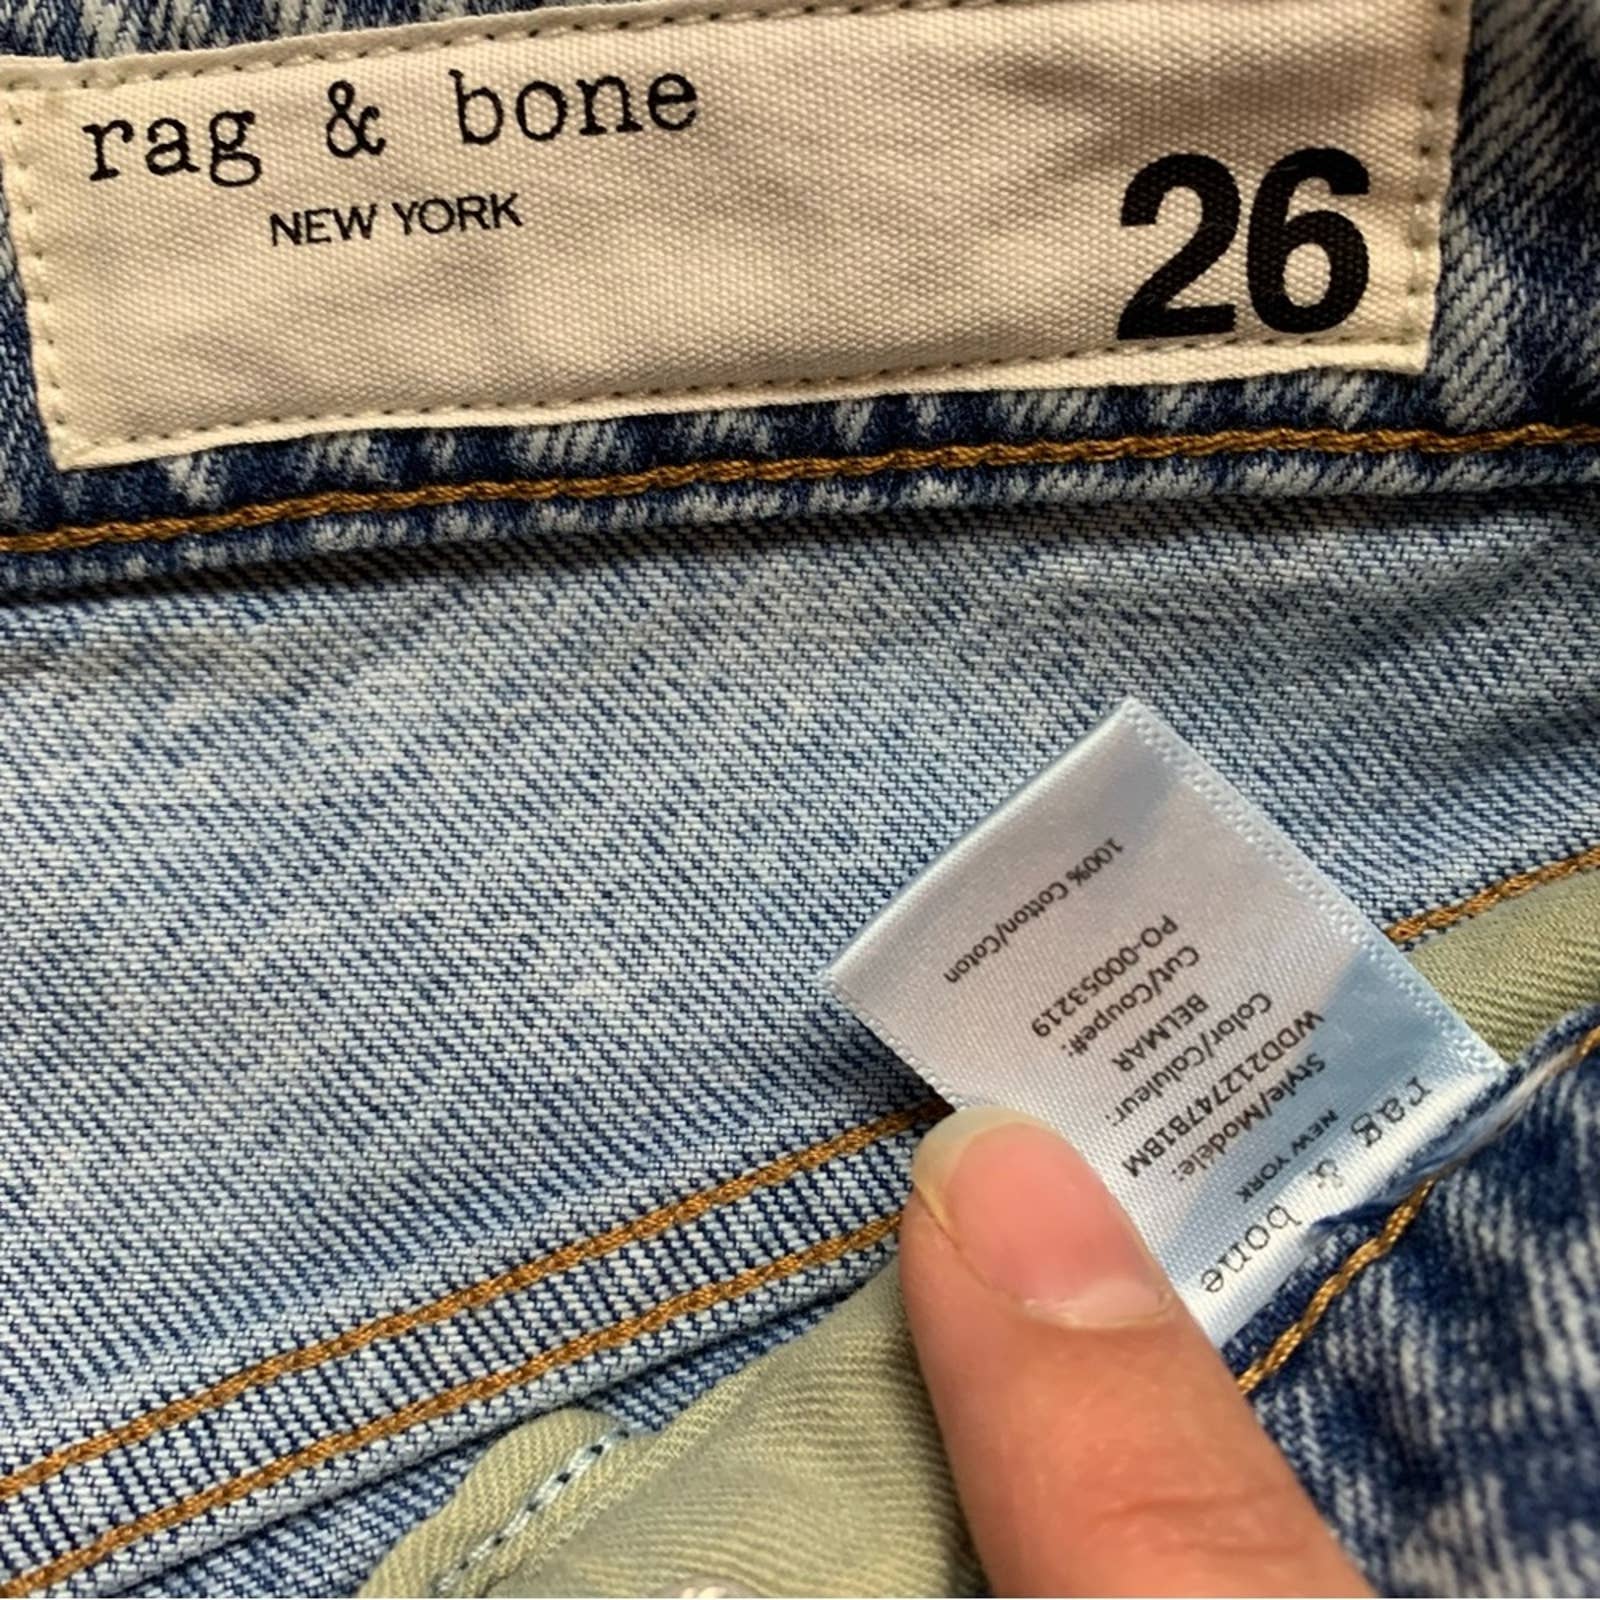 rag & bone
NEW YORK
26
rag & bone
NEW YORK
Style/Modele:
WDD21Z747B1BM
Color/Couleur:
BELMAR
Cut/Coupe#:
PO-00053219
100% Cotton/Coton